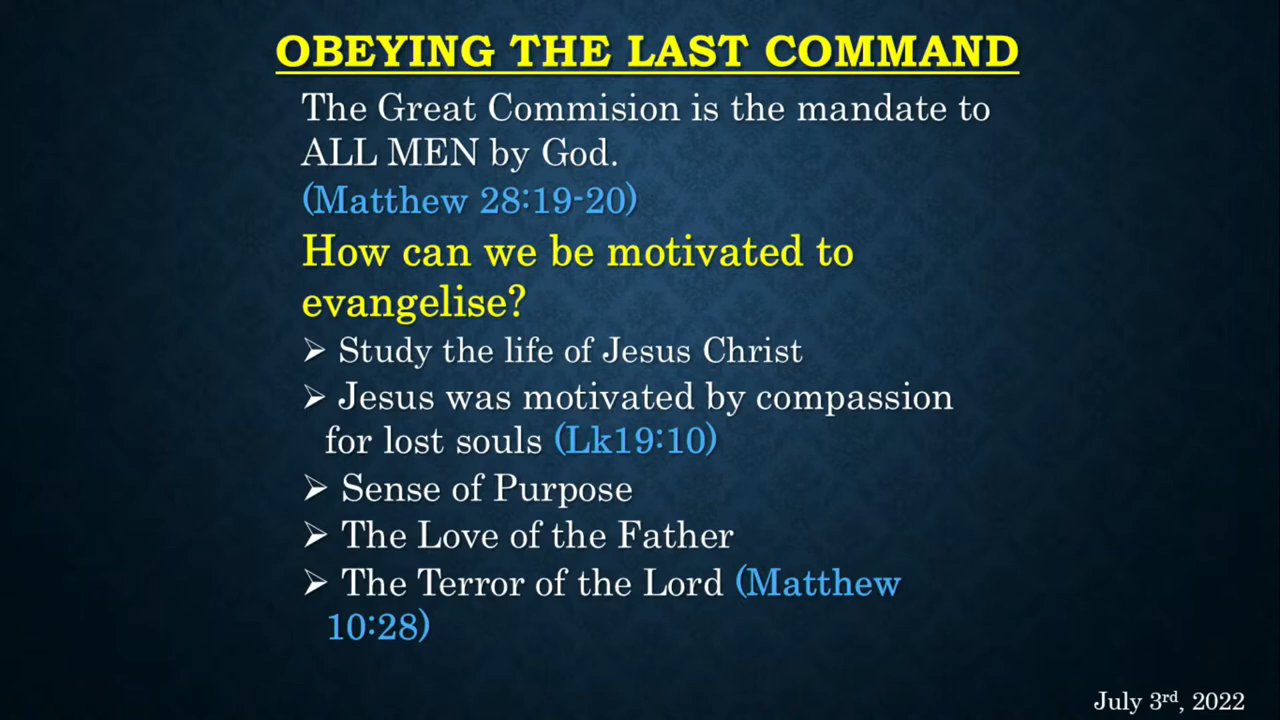 OBEYING THE LAST COMMAND
The Great Commision is the mandate to
ALL MEN by God.
(Matthew 28:19-20)
How can we be motivated to
evangelise?
➢ Study the life of Jesus Christ
➢ Jesus was motivated by compassion
for lost souls (Lk19:10)
➢ Sense of Purpose
➢ The Love of the Father
➢ The Terror of the Lord (Matthew
10:28)
July 3rd, 2022